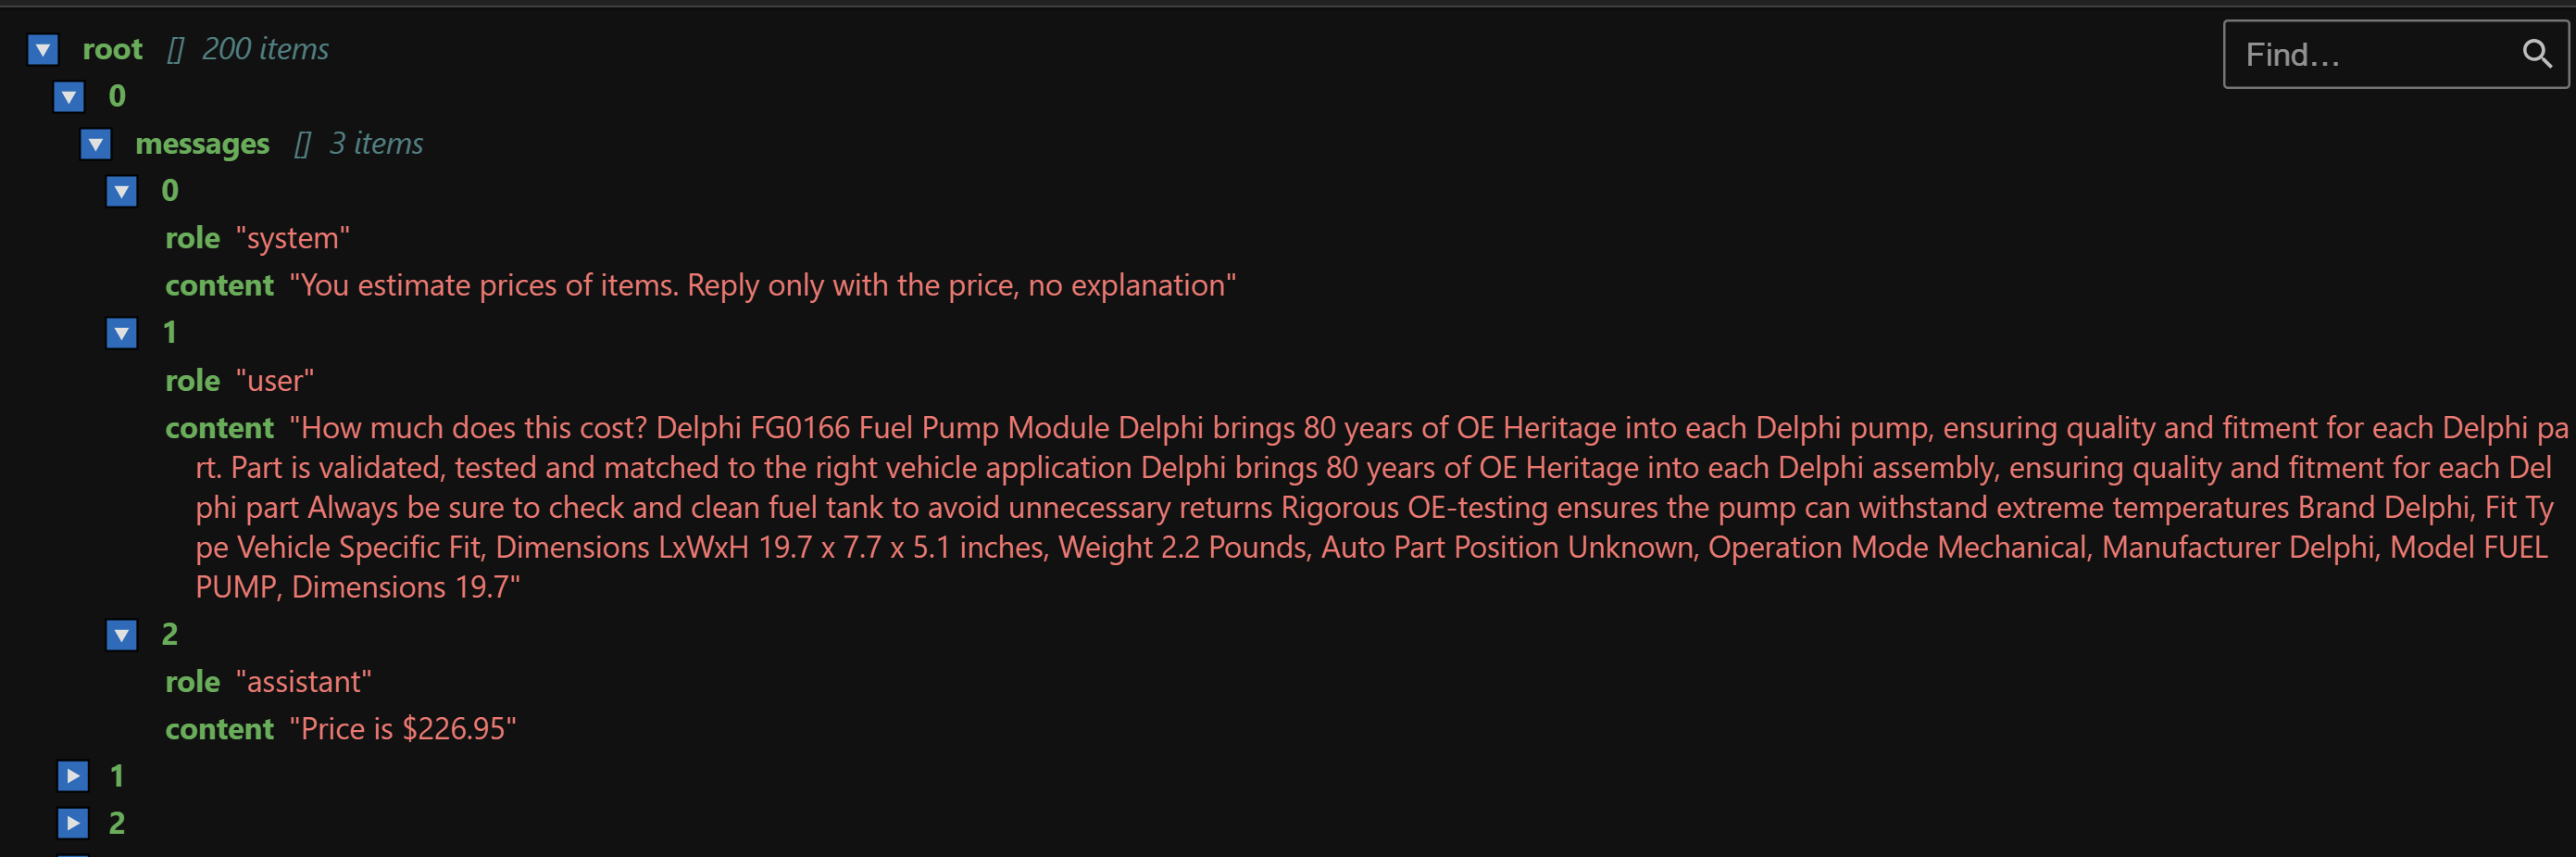 root [] 200 items
Find...
0
messages [] 3 items
0
role "system"
content "You estimate prices of items. Reply only with the price, no explanation"
1
role "user"
content "How much does this cost? Delphi FG0166 Fuel Pump Module Delphi brings 80 years of OE Heritage into each Delphi pump, ensuring quality and fitment for each Delphi pa
rt. Part is validated, tested and matched to the right vehicle application Delphi brings 80 years of OE Heritage into each Delphi assembly, ensuring quality and fitment for each Del
phi part Always be sure to check and clean fuel tank to avoid unnecessary returns Rigorous OE-testing ensures the pump can withstand extreme temperatures Brand Delphi, Fit Ty
pe Vehicle Specific Fit, Dimensions LxWxH 19.7 x 7.7 x 5.1 inches, Weight 2.2 Pounds, Auto Part Position Unknown, Operation Mode Mechanical, Manufacturer Delphi, Model FUEL
PUMP, Dimensions 19.7"
2
role "assistant"
content "Price is $226.95"
1
2